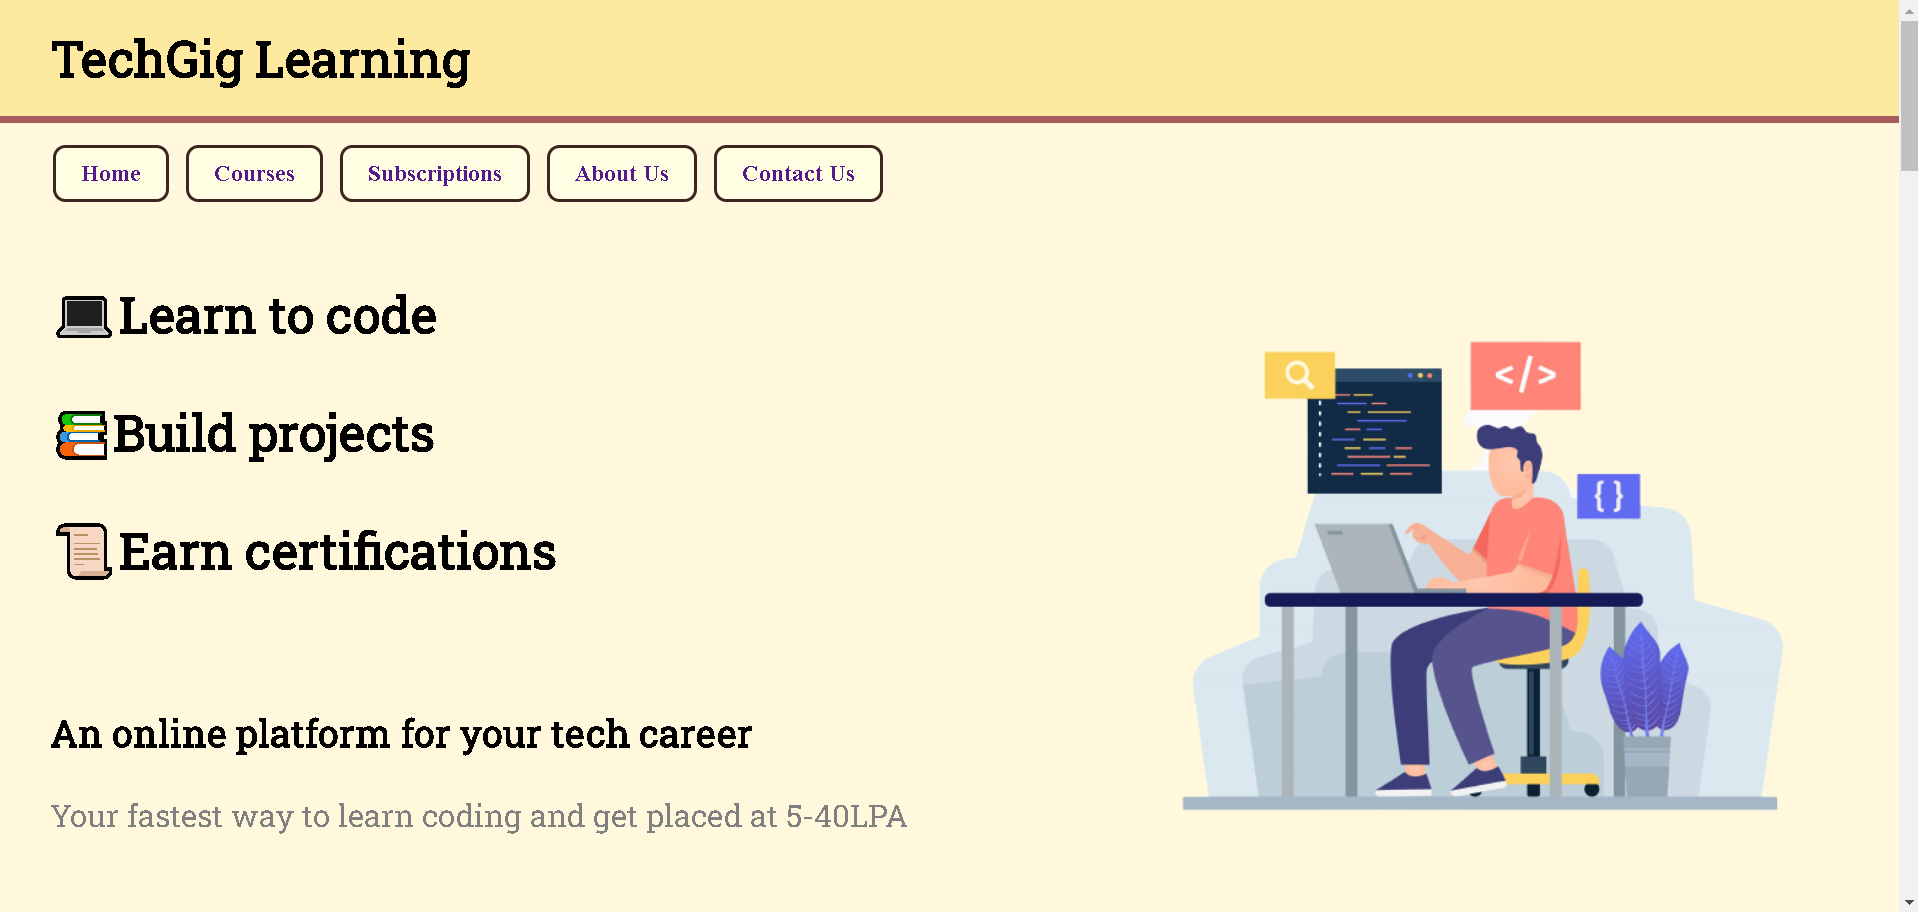 TechGig Learning
Home Courses Subscriptions About Us Contact Us
💻Learn to code
📚Build projects
📜Earn certifications
</>
{ }
An online platform for your tech career
Your fastest way to learn coding and get placed at 5-40LPA